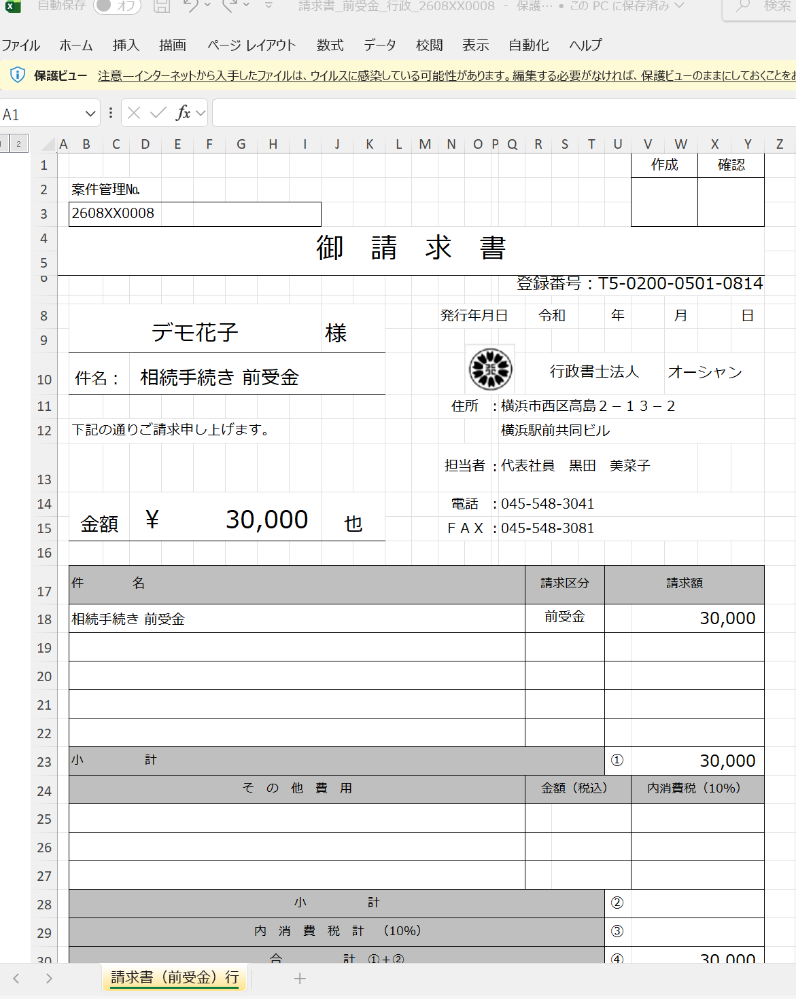 自動保存 オフ 請求書_前受金_行政_2608XX0008 - 保護… • この PC に保存済み 検索
ファイル ホーム 挿入 描画 ページ レイアウト 数式 データ 校閲 表示 自動化 ヘルプ
保護ビュー 注意—インターネットから入手したファイルは、ウイルスに感染している可能性があります。編集する必要がなければ、保護ビューのままにしておくことをお
A1 fx
2 A B C D E F G H I J K L M N O P Q R S T U V W X Y Z
1 作成 確認
2 案件管理№
3 2608XX0008
4 御 請 求 書
5
6 登録番号：T5-0200-0501-0814
8 発行年月日 令和 年 月 日
9 デモ花子 様
10 件名： 相続手続き 前受金 行政書士法人 オーシャン
11 住所 ：横浜市西区高島２－１３－２
12 下記の通りご請求申し上げます。 横浜駅前共同ビル
13 担当者 ：代表社員 黒田 美菜子
14 電話 ：045-548-3041
15 金額 ¥ 30,000 也 ＦＡＸ ：045-548-3081
16
17 件 名 請求区分 請求額
18 相続手続き 前受金 前受金 30,000
19
20
21
22
23 小 計 ① 30,000
24 そ の 他 費 用 金額（税込） 内消費税（10%）
25
26
27
28 小 計 ②
29 内 消 費 税 計 （10%） ③
30 合 計 ①＋② ④ 30,000
請求書（前受金）行